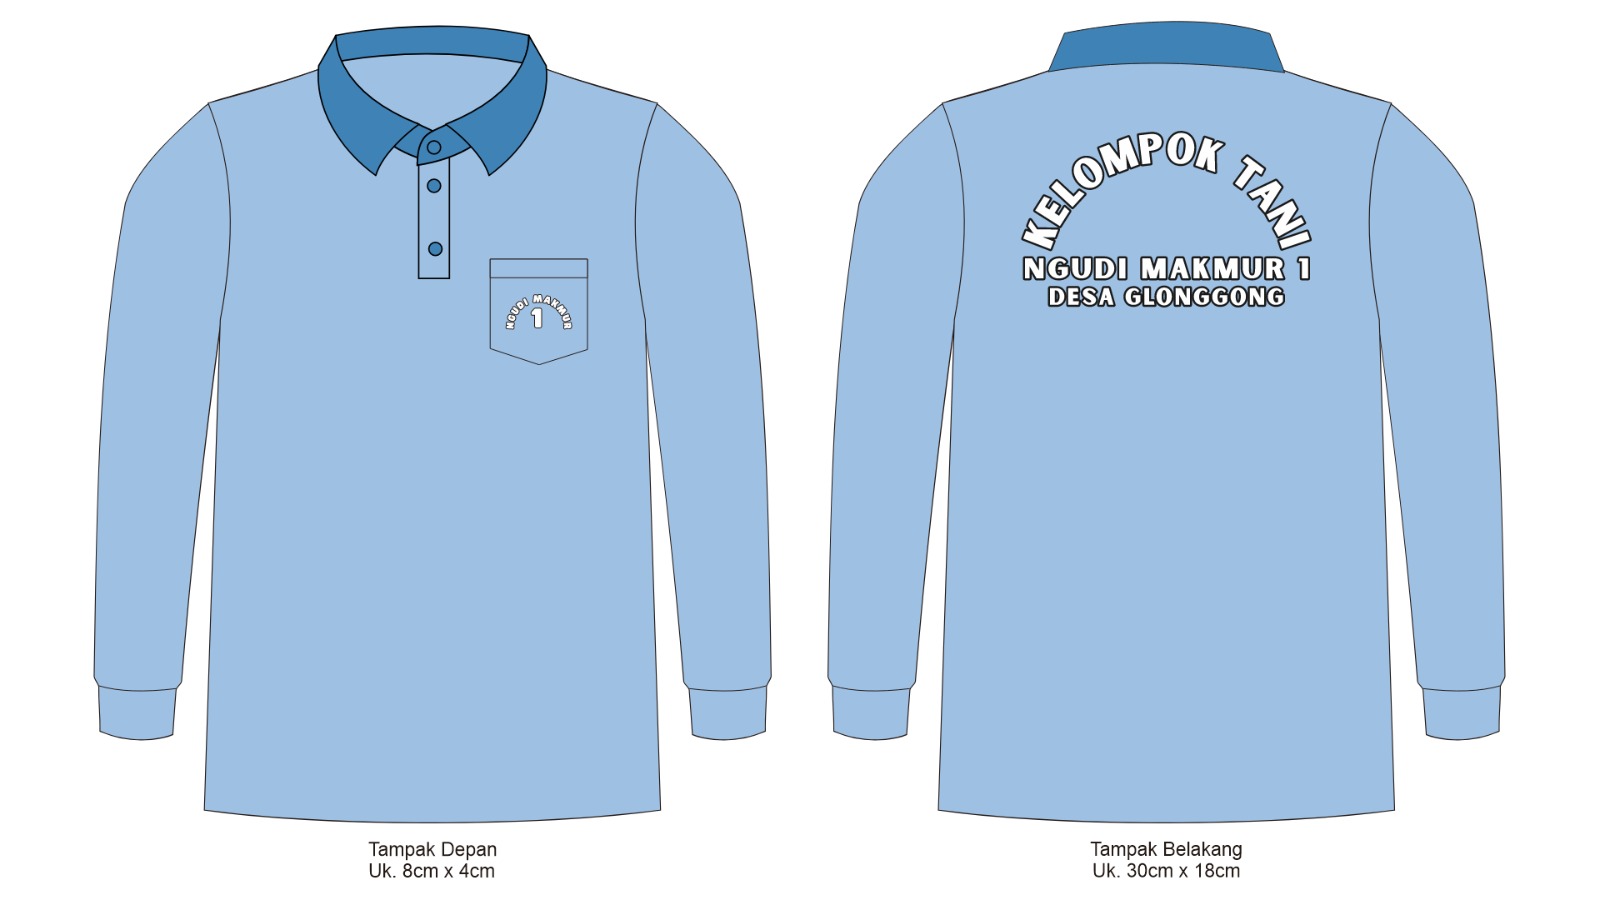 NGUDI MAKMUR
1
Tampak Depan
Uk. 8cm x 4cm
KELOMPOK TANI
NGUDI MAKMUR 1
DESA GLONGGONG
Tampak Belakang
Uk. 30cm x 18cm